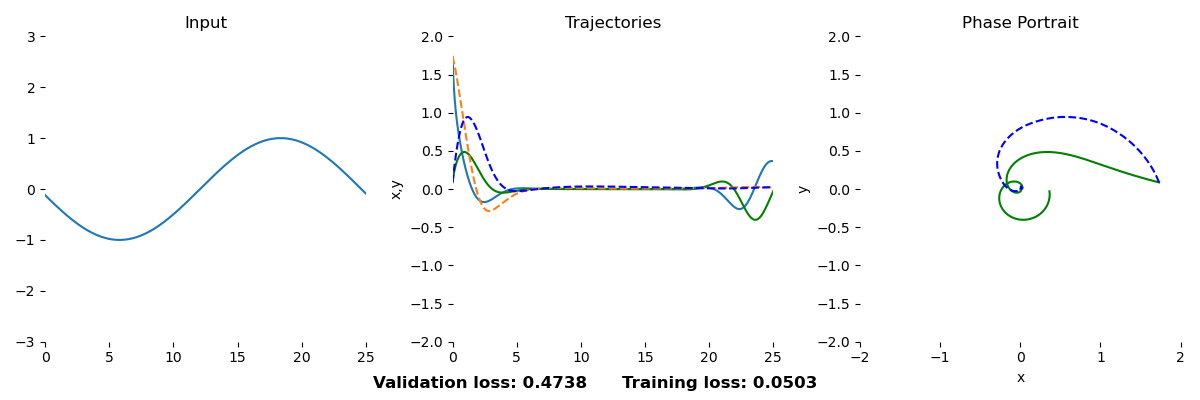 Input
3
2
1
0
−1
−2
−3
0 5 10 15 20 25
Trajectories
x,y
2.0
1.5
1.0
0.5
0.0
−0.5
−1.0
−1.5
−2.0
0 5 10 15 20 25
Phase Portrait
y
2.0
1.5
1.0
0.5
0.0
−0.5
−1.0
−1.5
−2.0
−2 −1 0 1 2
x
Validation loss: 0.4738 Training loss: 0.0503